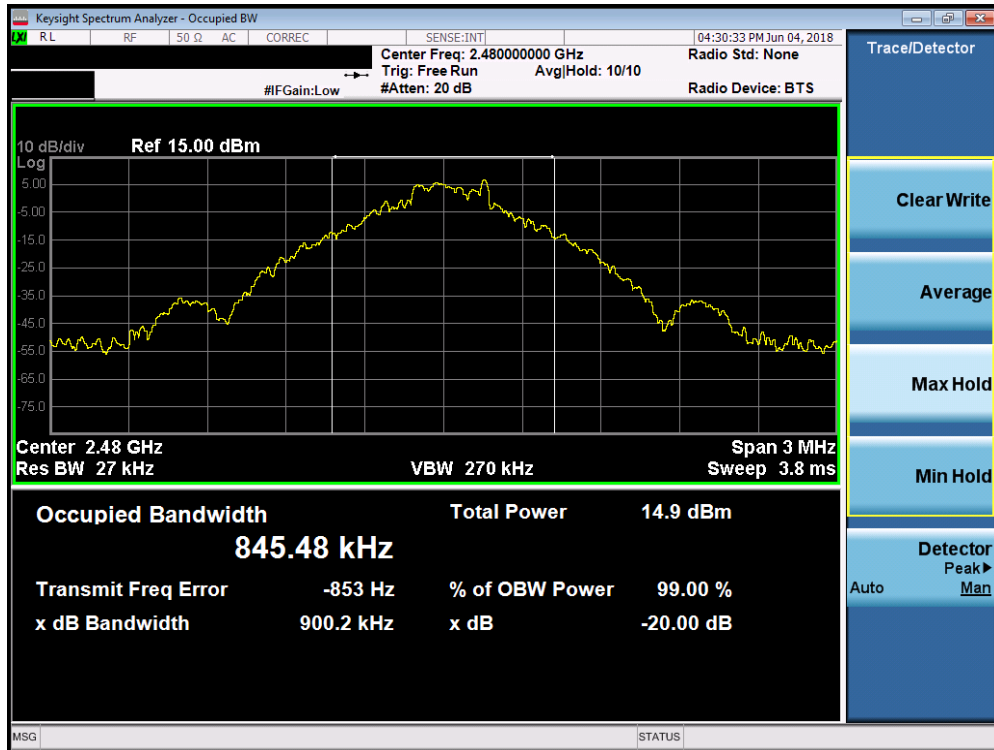 Keysight Spectrum Analyzer - Occupied BW
LXI RL RF 50 Ω AC CORREC SENSE:INT 04:30:33 PM Jun 04, 2018
Center Freq: 2.480000000 GHz Radio Std: None
Trig: Free Run Avg|Hold: 10/10
#IFGain:Low #Atten: 20 dB Radio Device: BTS
Trace/Detector
10 dB/div Ref 15.00 dBm
Log
5.00
-5.00
-15.0
-25.0
-35.0
-45.0
-55.0
-65.0
-75.0
Center 2.48 GHz Span 3 MHz
Res BW 27 kHz VBW 270 kHz Sweep 3.8 ms
Occupied Bandwidth Total Power 14.9 dBm
845.48 kHz
Transmit Freq Error -853 Hz % of OBW Power 99.00 %
x dB Bandwidth 900.2 kHz x dB -20.00 dB
Clear Write
Average
Max Hold
Min Hold
Detector
Peak▶
Auto Man
MSG STATUS